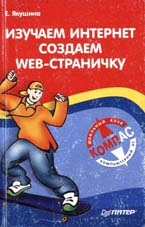 Е. Якушина
ИЗУЧАЕМ ИНТЕРНЕТ
СОЗДАЕМ
WEB-СТРАНИЧКУ
КОМПАС
ПИТЕР